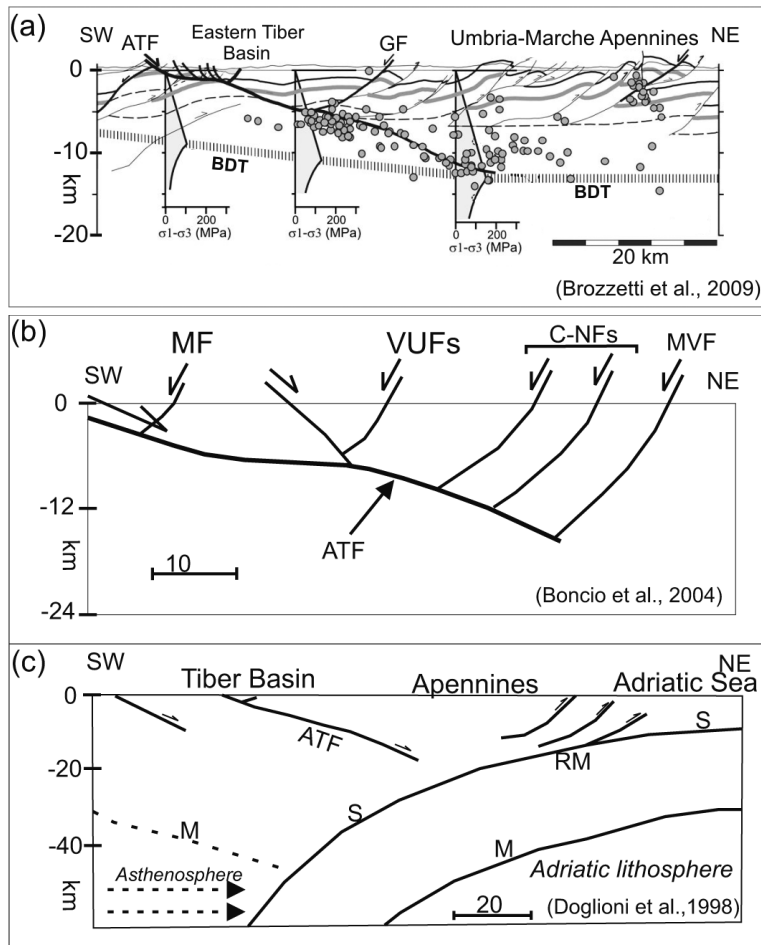 (a)
SW
ATF
Eastern Tiber
Basin
GF
Umbria-Marche Apennines
NE
0
-10
-20
km
BDT
BDT
0 200
σ1-σ3 (MPa)
0 200
σ1-σ3 (MPa)
0 200
σ1-σ3 (MPa)
20 km
(Brozzetti et al., 2009)
(b)
MF
VUFs
C-NFs
MVF
SW
NE
0
-12
km
-24
ATF
10
(Boncio et al., 2004)
(c)
SW
NE
Tiber Basin
Apennines
Adriatic Sea
0
-20
-40
km
ATF
S
RM
S
M
M
Asthenosphere
Adriatic lithosphere
20
(Doglioni et al.,1998)